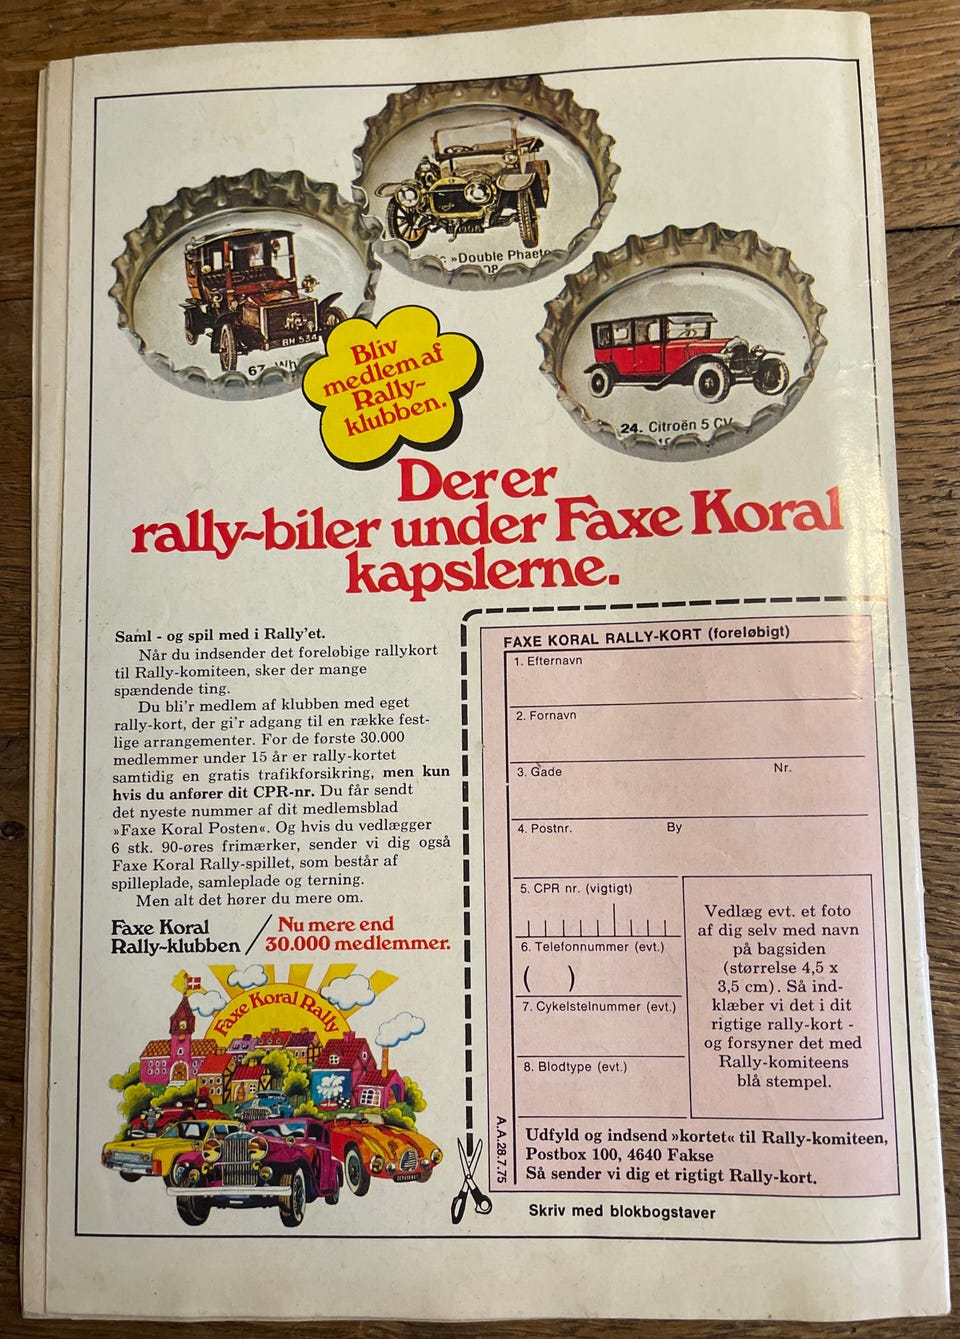 »Double Phaeto
08
BH 534
67. Wh
24. Citroën 5 CV
Bliv
medlem af
Rally~
klubben.
Der er
rally~biler under Faxe Koral
kapslerne.
Saml - og spil med i Rally'et.
Når du indsender det foreløbige rallykort
til Rally-komiteen, sker der mange
spændende ting.
Du bli'r medlem af klubben med eget
rally-kort, der gi'r adgang til en række fest-
lige arrangementer. For de første 30.000
medlemmer under 15 år er rally-kortet
samtidig en gratis trafikforsikring, men kun
hvis du anfører dit CPR-nr. Du får sendt
det nyeste nummer af dit medlemsblad
»Faxe Koral Posten«. Og hvis du vedlægger
6 stk. 90-øres frimærker, sender vi dig også
Faxe Koral Rally-spillet, som består af
spilleplade, samleplade og terning.
Men alt det hører du mere om.
Faxe Koral
Rally~klubben
Nu mere end
30.000 medlemmer.
Faxe Koral Rally
FAXE KORAL RALLY-KORT (foreløbigt)
1. Efternavn
2. Fornavn
3. Gade Nr.
4. Postnr. By
5. CPR nr. (vigtigt)
6. Telefonnummer (evt.)
( )
7. Cykelstelnummer (evt.)
8. Blodtype (evt.)
Vedlæg evt. et foto
af dig selv med navn
på bagsiden
(størrelse 4,5 x
3,5 cm). Så ind-
klæber vi det i dit
rigtige rally-kort -
og forsyner det med
Rally-komiteens
blå stempel.
A.A.28.7.75
Udfyld og indsend »kortet« til Rally-komiteen,
Postbox 100, 4640 Fakse
Så sender vi dig et rigtigt Rally-kort.
Skriv med blokbogstaver